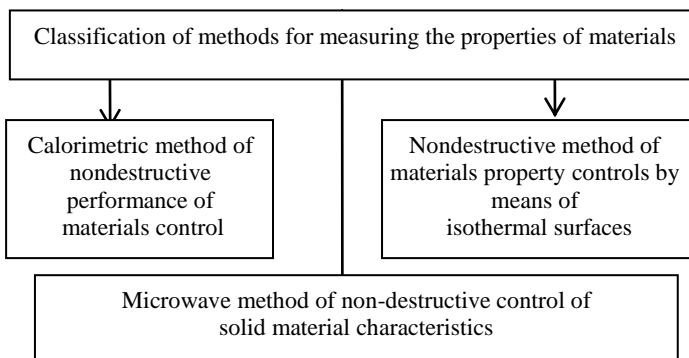 Classification of methods for measuring the properties of materials
Calorimetric method of
nondestructive
performance of
materials control
Nondestructive method of
materials property controls by
means of
isothermal surfaces
Microwave method of non-destructive control of
solid material characteristics